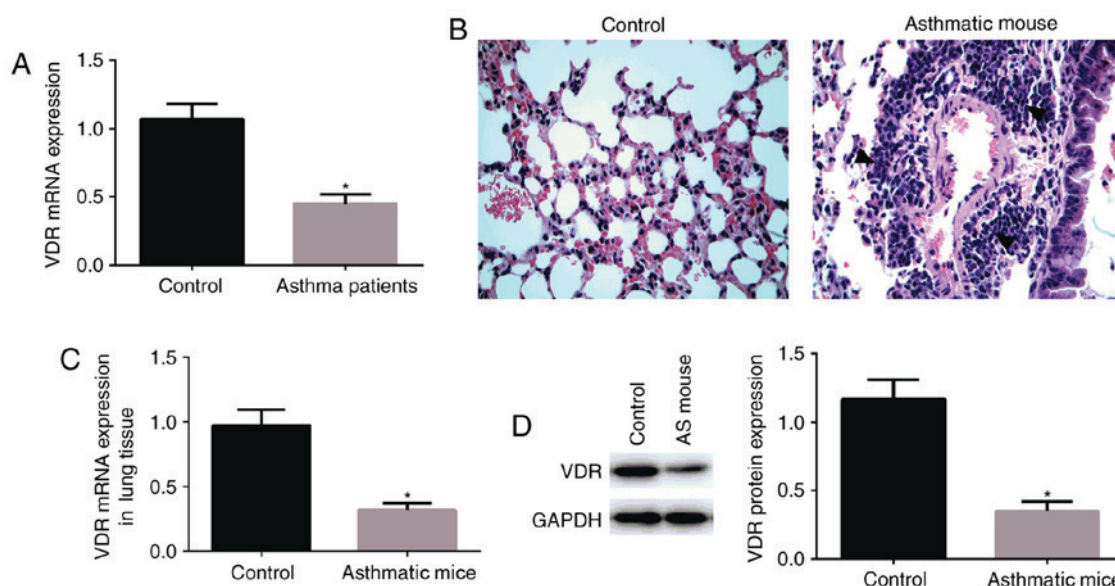 A
VDR mRNA expression
1.5
1.0
0.5
0.0
*
Control
Asthma patients
B
Control
Asthmatic mouse
C
VDR mRNA expression
in lung tissue
1.5
1.0
0.5
0.0
*
Control
Asthmatic mice
D
Control
AS mouse
VDR
GAPDH
VDR protein expression
1.5
1.0
0.5
0.0
*
Control
Asthmatic mice